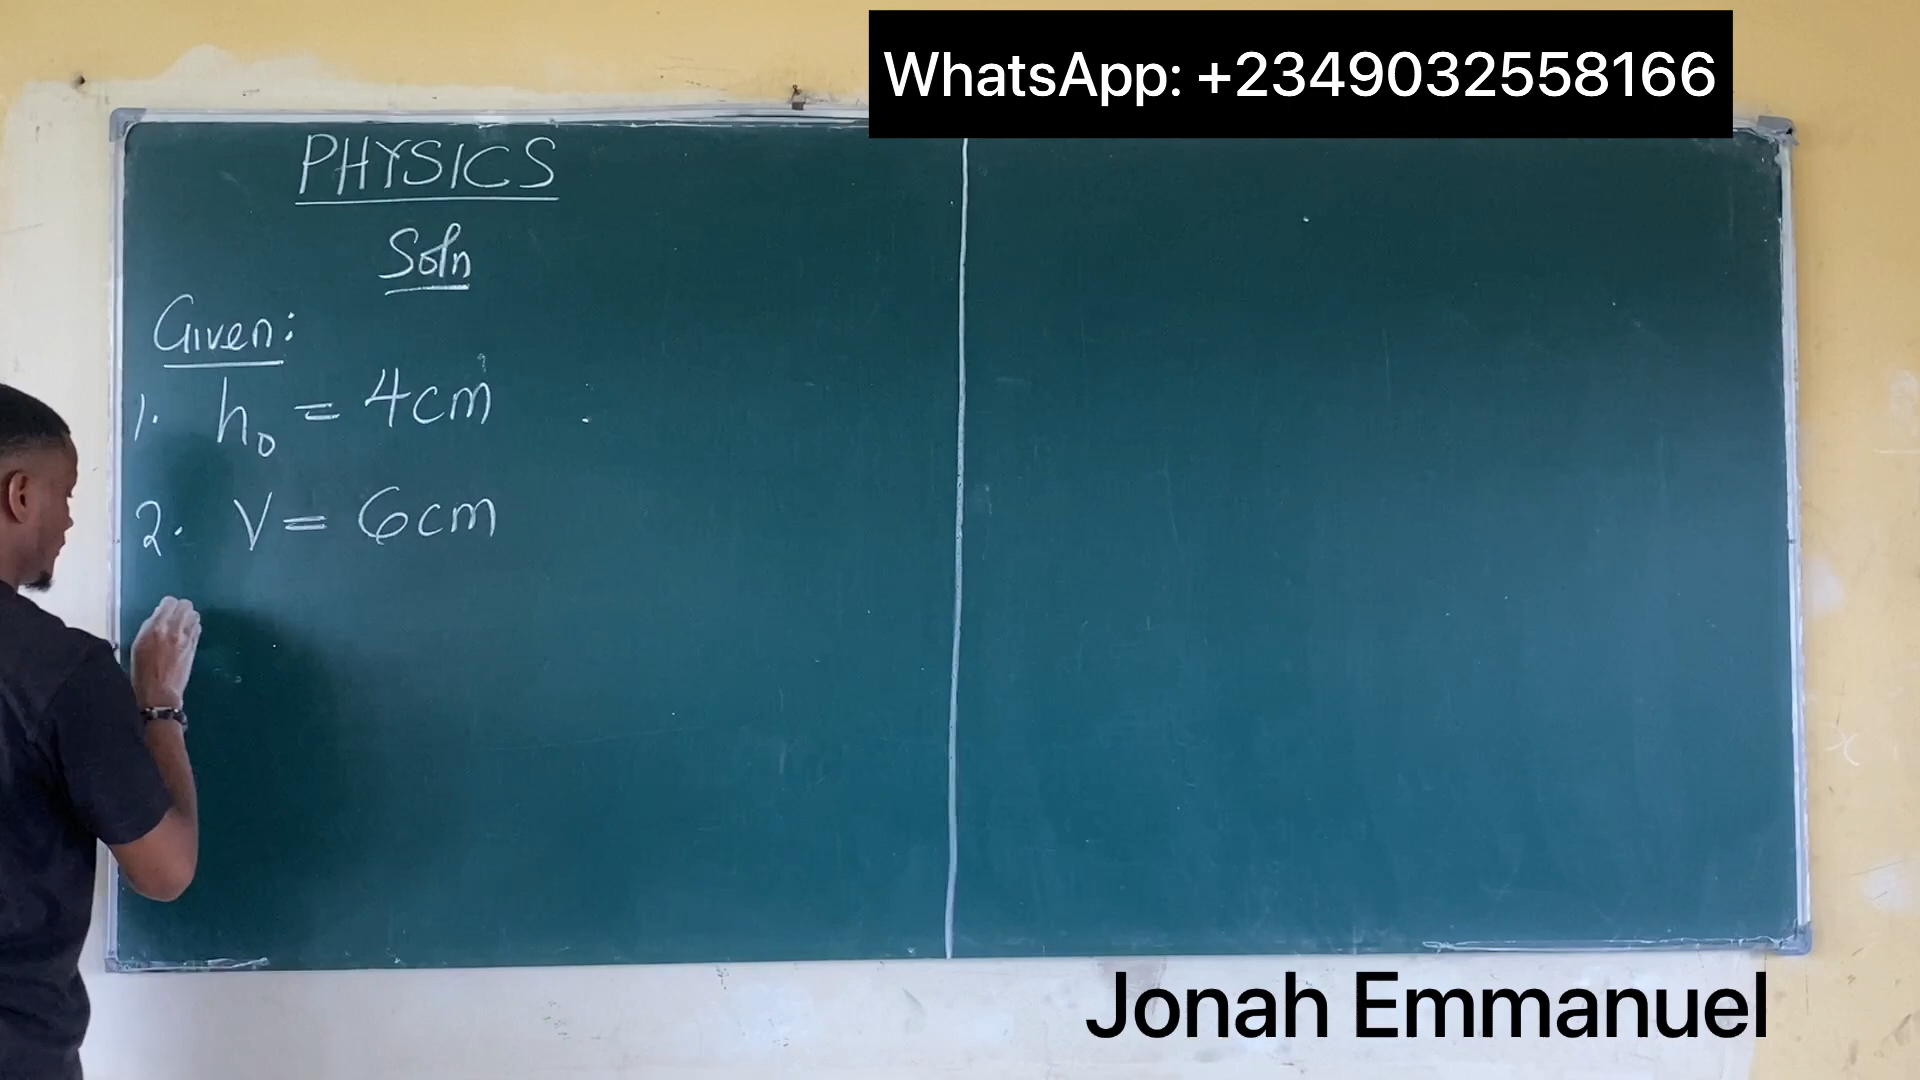 WhatsApp: +2349032558166
PHYSICS
Soln
Given:
1. h₀ = 4cm
2. V = 6cm
Jonah Emmanuel